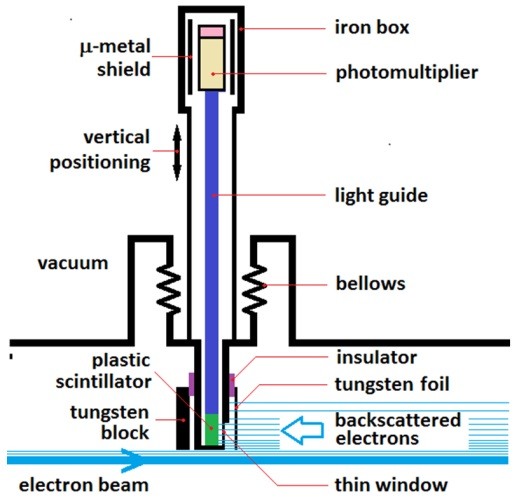 iron box
μ-metal
shield
photomultiplier
vertical
positioning
light guide
vacuum
bellows
plastic
scintillator
insulator
tungsten foil
tungsten
block
backscattered
electrons
electron beam
thin window